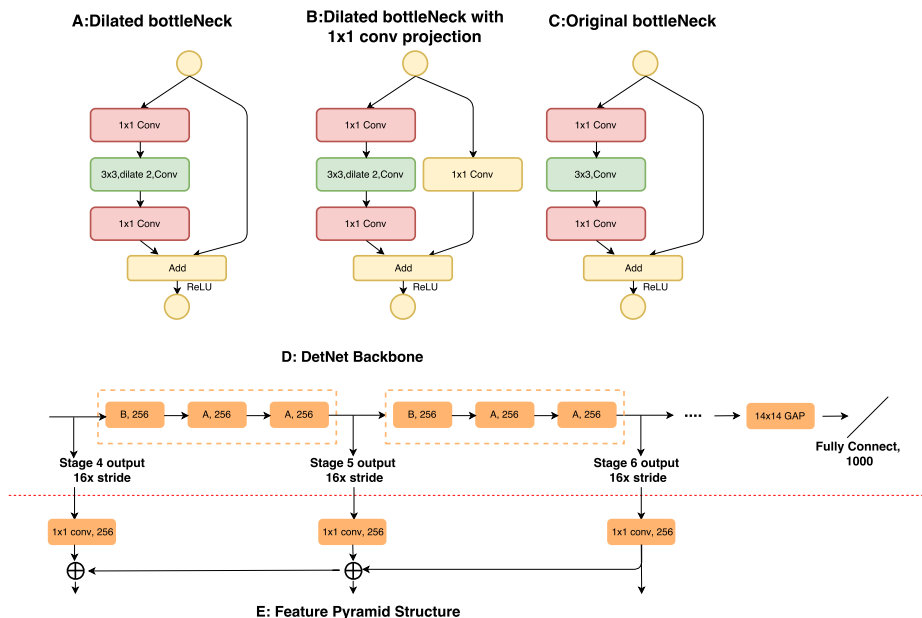 A:Dilated bottleNeck
B:Dilated bottleNeck with
1x1 conv projection
C:Original bottleNeck
1x1 Conv
3x3,dilate 2,Conv
1x1 Conv
Add
ReLU
1x1 Conv
3x3,dilate 2,Conv
1x1 Conv
1x1 Conv
Add
ReLU
1x1 Conv
3x3,Conv
1x1 Conv
Add
ReLU
D: DetNet Backbone
B, 256
A, 256
A, 256
B, 256
A, 256
A, 256
....
14x14 GAP
Fully Connect,
1000
Stage 4 output
16x stride
Stage 5 output
16x stride
Stage 6 output
16x stride
1x1 conv, 256
1x1 conv, 256
1x1 conv, 256
E: Feature Pyramid Structure